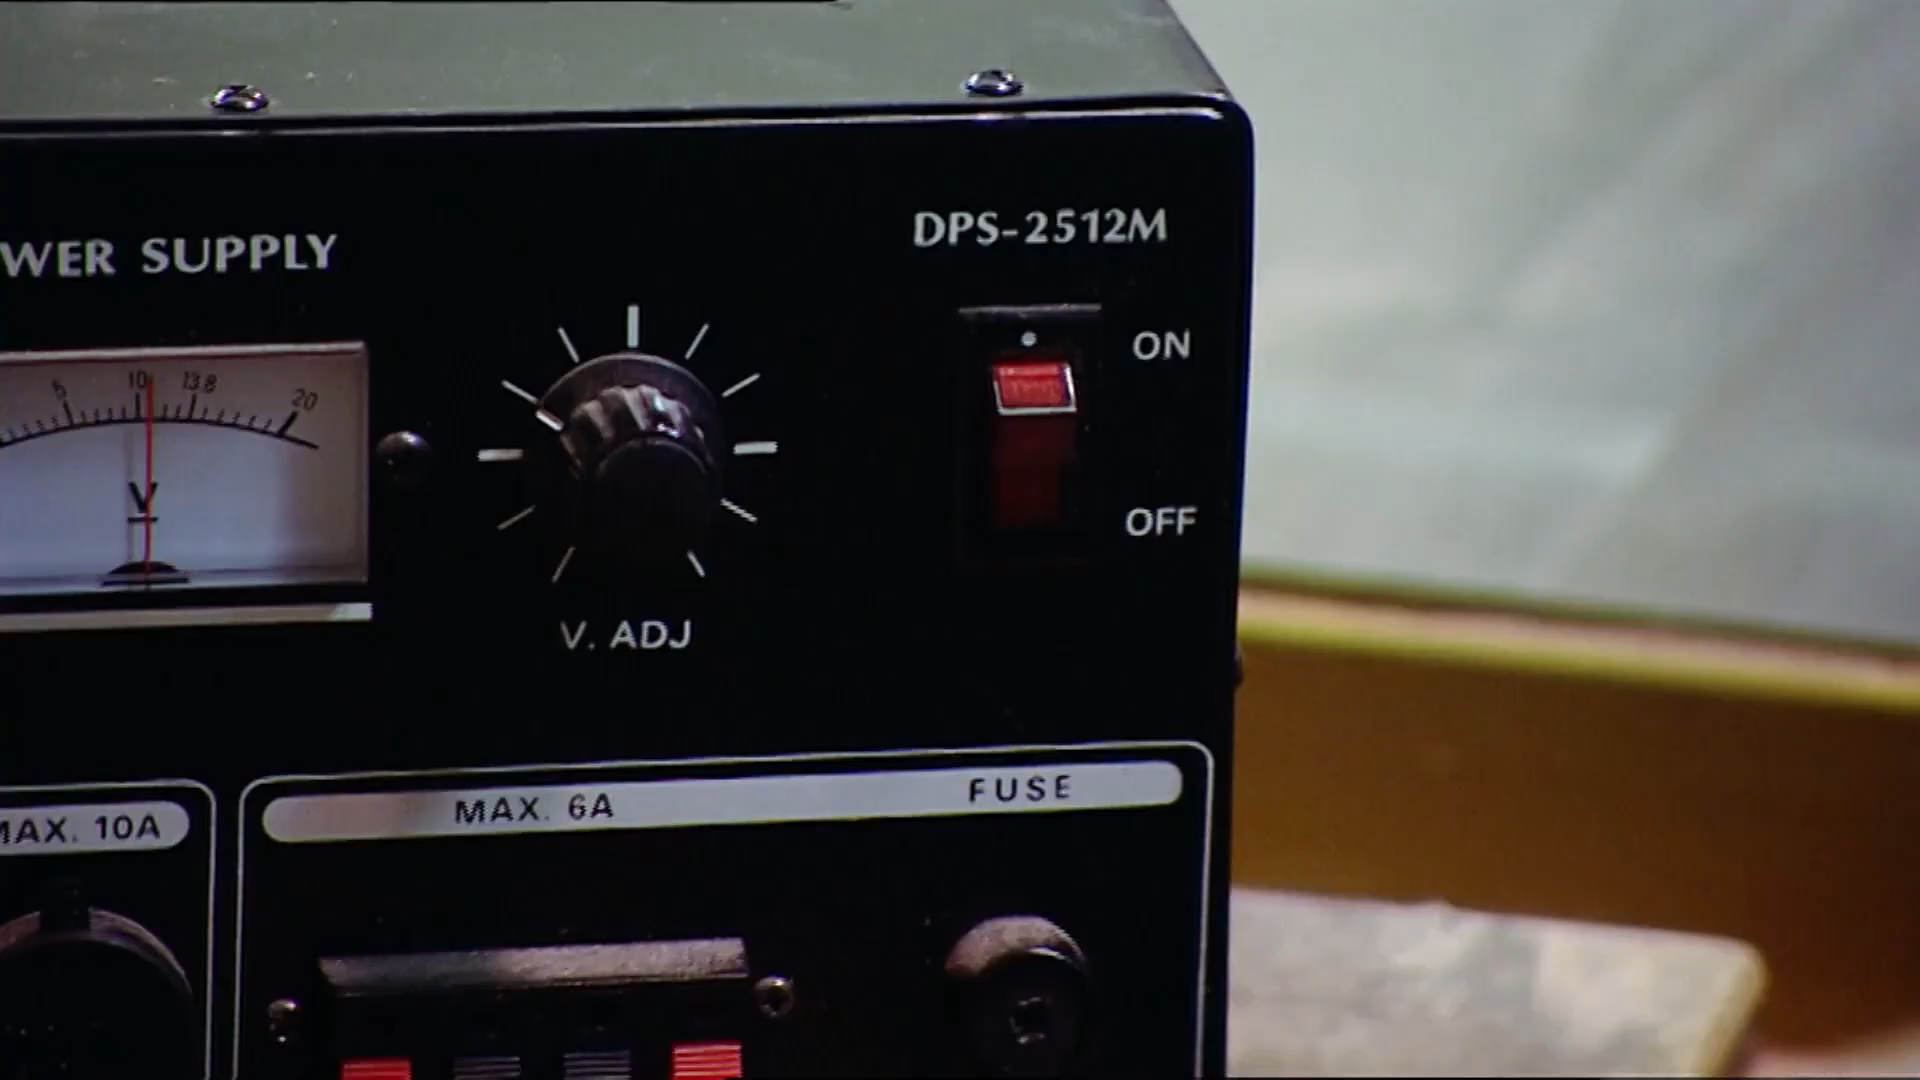 DPS-2512M
WER SUPPLY
ON
5 10 13.8 20
V
OFF
V. ADJ
MAX. 6A FUSE
MAX. 10A